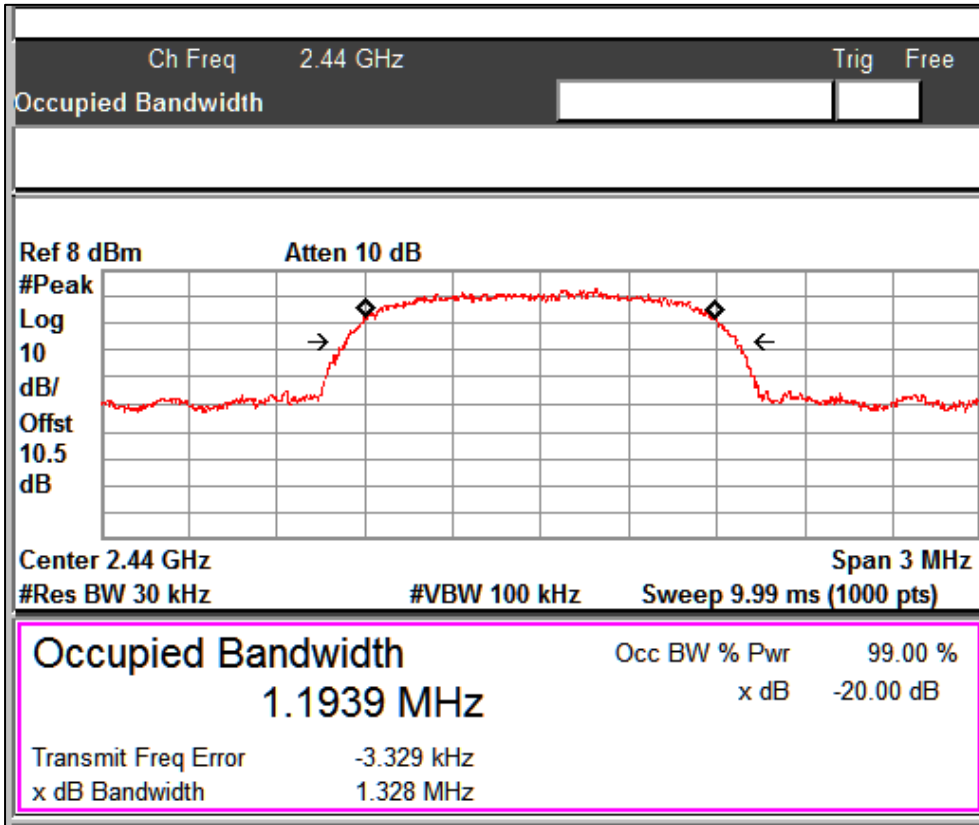 Ch Freq 2.44 GHz Trig Free
Occupied Bandwidth
Ref 8 dBm Atten 10 dB
#Peak
Log
10
dB/
Offst
10.5
dB
Center 2.44 GHz Span 3 MHz
#Res BW 30 kHz #VBW 100 kHz Sweep 9.99 ms (1000 pts)
Occupied Bandwidth Occ BW % Pwr 99.00 %
1.1939 MHz x dB -20.00 dB
Transmit Freq Error -3.329 kHz
x dB Bandwidth 1.328 MHz